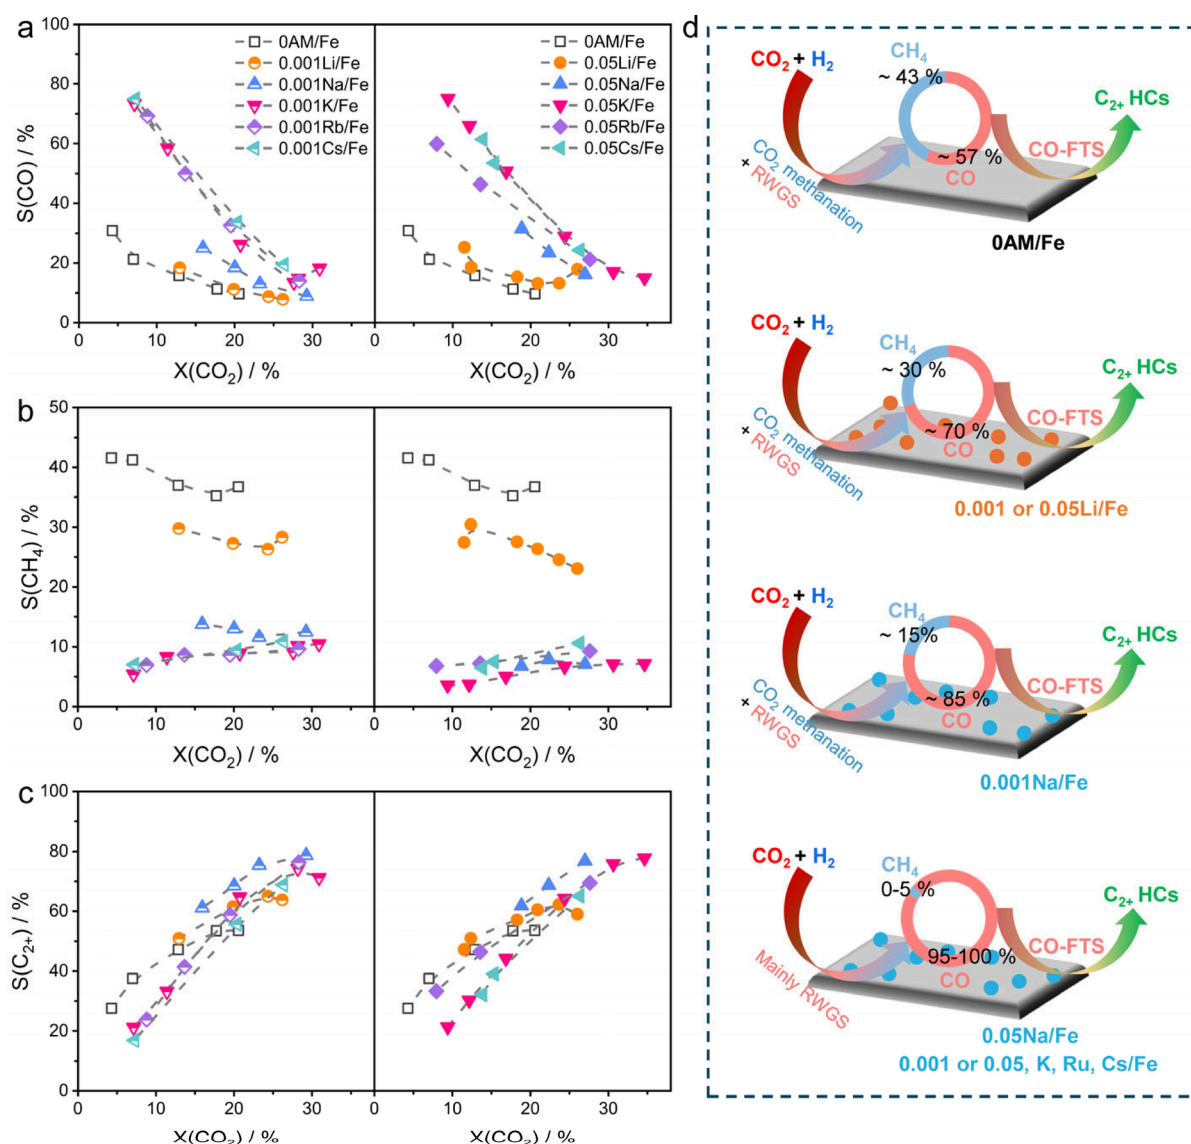 a
100
80
60
40
20
0
S(CO) / %
0AM/Fe
0.001Li/Fe
0.001Na/Fe
0.001K/Fe
0.001Rb/Fe
0.001Cs/Fe
0AM/Fe
0.05Li/Fe
0.05Na/Fe
0.05K/Fe
0.05Rb/Fe
0.05Cs/Fe
0 10 20 30 0 10 20 30
X(CO₂) / % X(CO₂) / %
b
50
40
30
20
10
0
S(CH₄) / %
0 10 20 30 0 10 20 30
X(CO₂) / % X(CO₂) / %
c
100
80
60
40
20
0
S(C₂₊) / %
0 10 20 30 0 10 20 30
X(CO₂) / % X(CO₂) / %
d
CO₂ + H₂
CH₄
~ 43 %
C₂₊ HCs
~ 57 %
CO
CO-FTS
CO₂ methanation
+ RWGS
0AM/Fe
CO₂ + H₂
CH₄
~ 30 %
C₂₊ HCs
~ 70 %
CO
CO-FTS
CO₂ methanation
+ RWGS
0.001 or 0.05Li/Fe
CO₂ + H₂
CH₄
~ 15%
C₂₊ HCs
~ 85 %
CO
CO-FTS
CO₂ methanation
+ RWGS
0.001Na/Fe
CO₂ + H₂
CH₄
0-5 %
C₂₊ HCs
95-100 %
CO
CO-FTS
Mainly RWGS
0.05Na/Fe
0.001 or 0.05, K, Ru, Cs/Fe